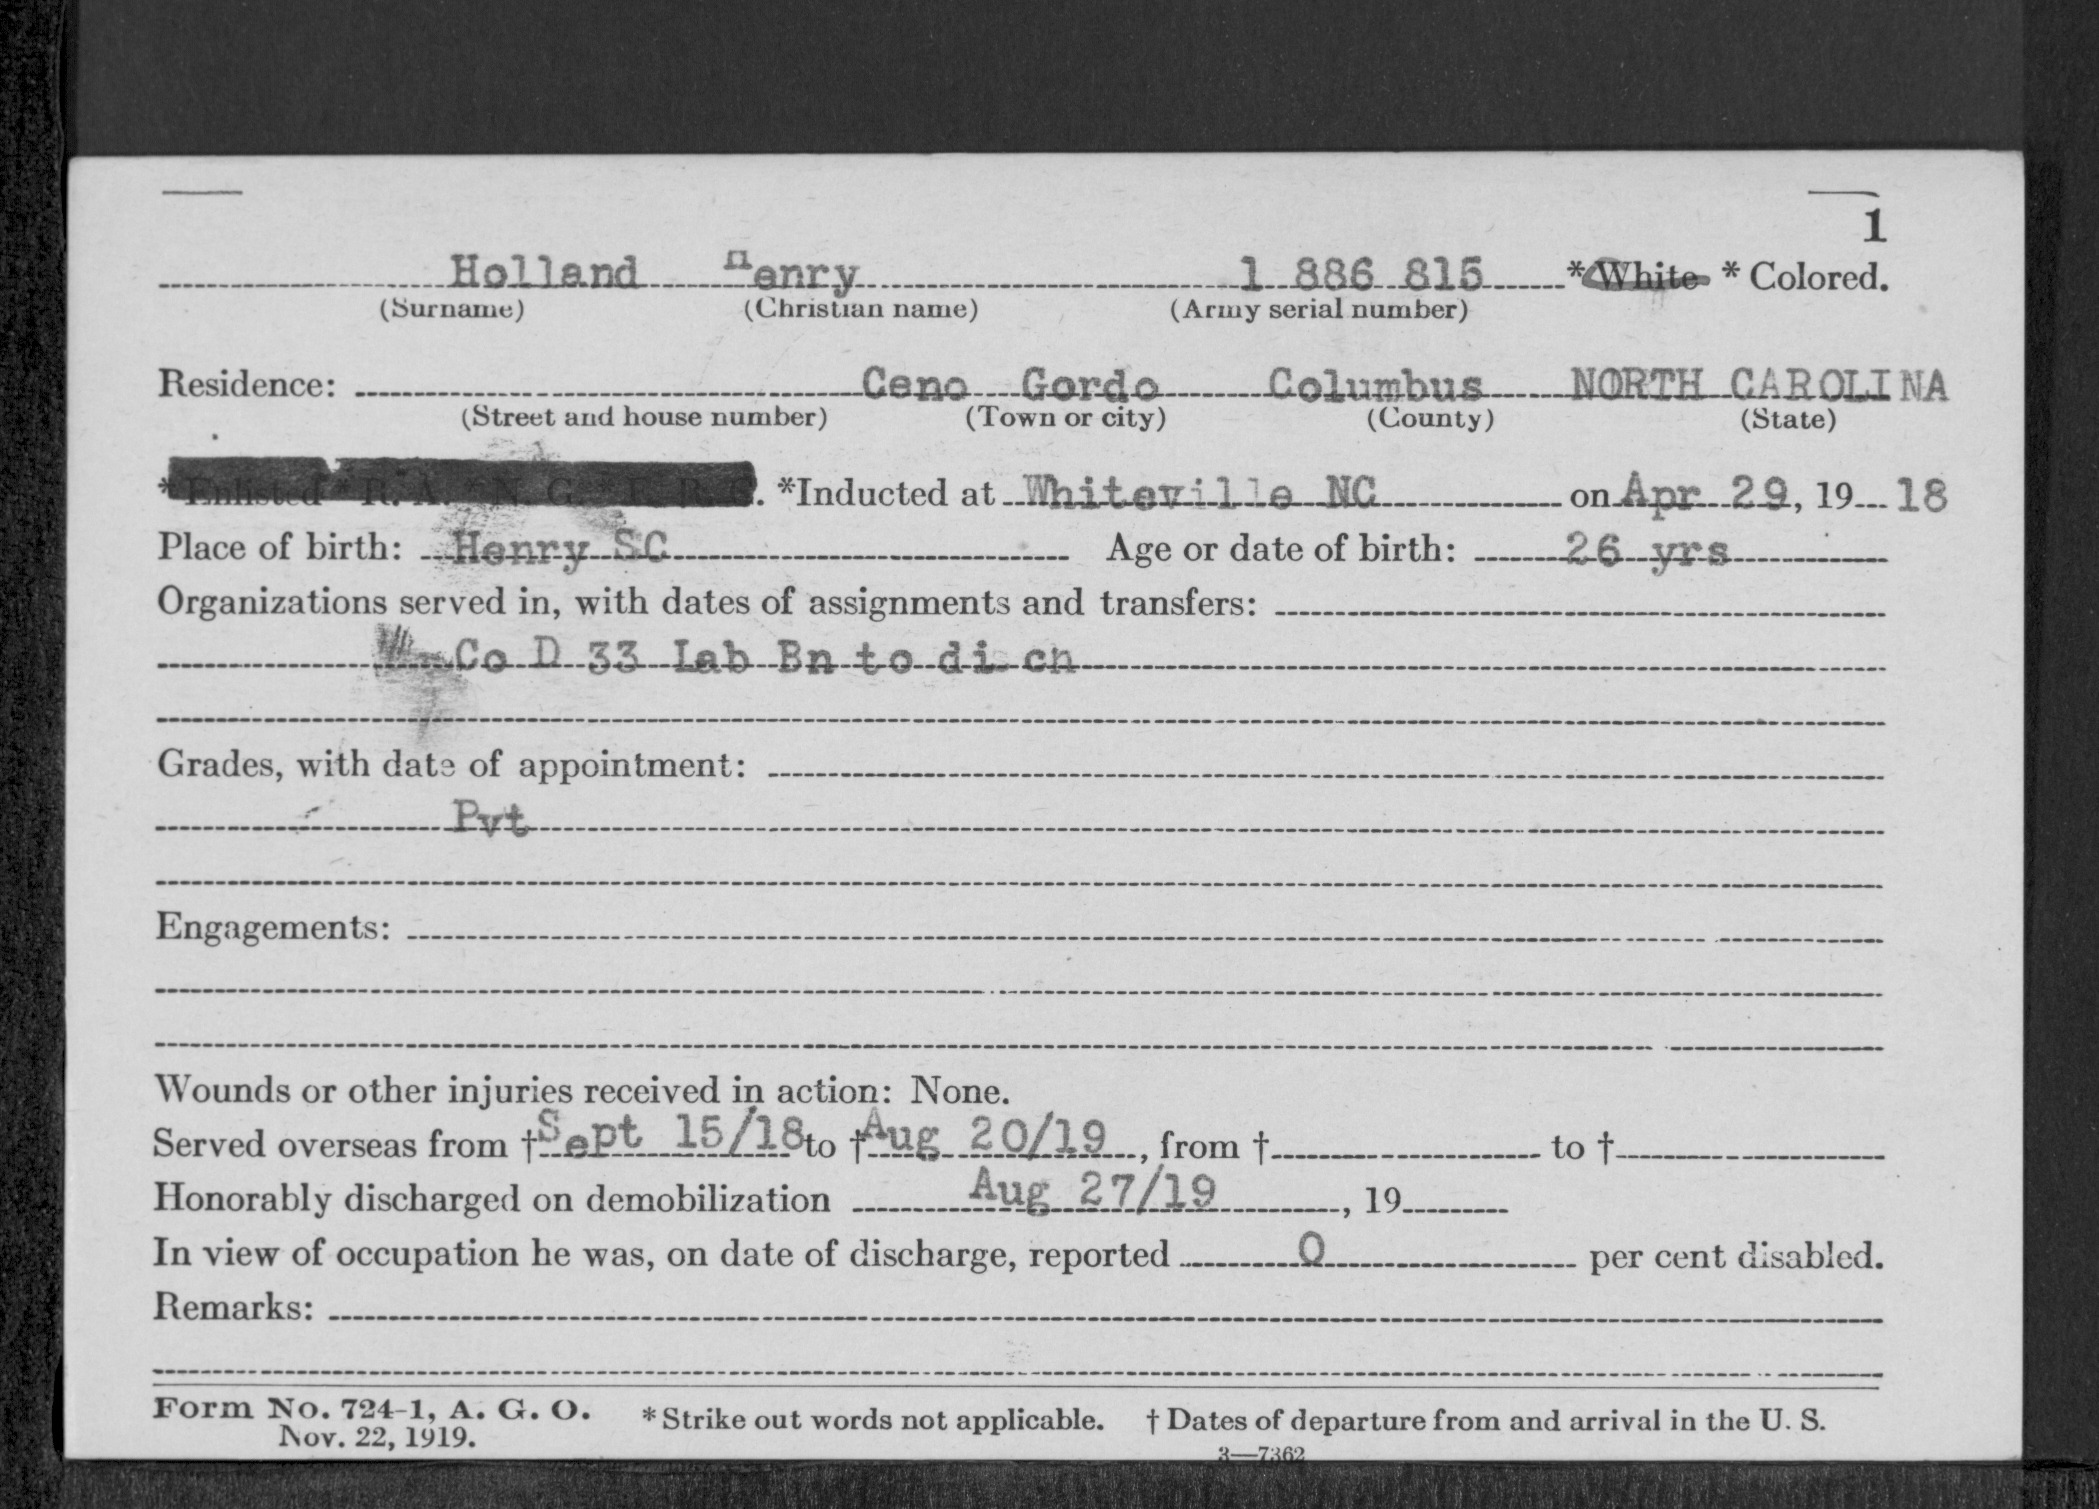 1
Holland Henry 1 886 815 * White * Colored.
(Surname) (Christian name) (Army serial number)
Residence: Ceno Gordo Columbus NORTH CAROLINA
(Street and house number) (Town or city) (County) (State)
* Enlisted * R. A. * N. G. * E. R. C. *Inducted at Whiteville NC on Apr 29, 19 18
Place of birth: Henry SC Age or date of birth: 26 yrs
Organizations served in, with dates of assignments and transfers:
Co D 33 Lab Bn to disch
Grades, with date of appointment:
Pvt
Engagements:
Wounds or other injuries received in action: None.
Served overseas from † Sept 15/18 to † Aug 20/19, from † to †
Honorably discharged on demobilization Aug 27/19, 19
In view of occupation he was, on date of discharge, reported 0 per cent disabled.
Remarks:
Form No. 724-1, A. G. O. * Strike out words not applicable. † Dates of departure from and arrival in the U. S.
Nov. 22, 1919.
3—7362